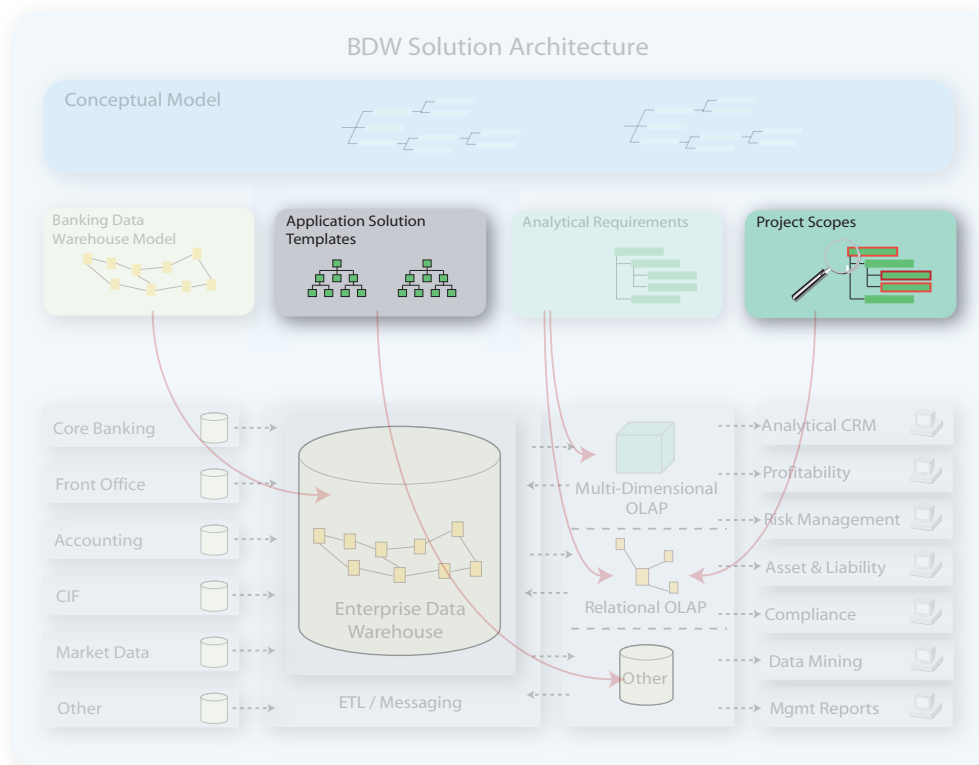 BDW Solution Architecture
Conceptual Model
Banking Data
Warehouse Model
Application Solution
Templates
Analytical Requirements
Project Scopes
Core Banking
Front Office
Accounting
CIF
Market Data
Other
Enterprise Data
Warehouse
ETL / Messaging
Multi-Dimensional
OLAP
Relational OLAP
Other
Analytical CRM
Profitability
Risk Management
Asset & Liability
Compliance
Data Mining
Mgmt Reports